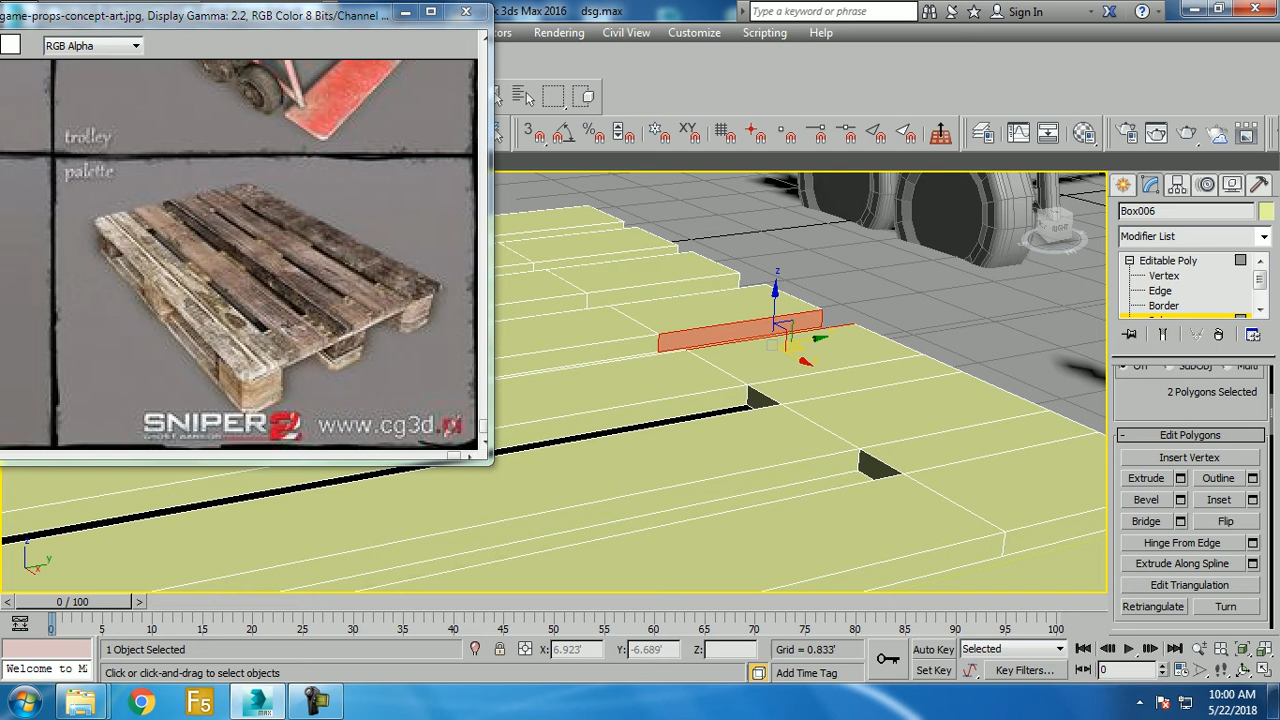 game-props-concept-art.jpg, Display Gamma: 2.2, RGB Color 8 Bits/Channel ...
k 3ds Max 2016 dsg.max
Type a keyword or phrase
Sign In
Rendering Civil View Customize Scripting Help
RGB Alpha
trolley
palette
SNIPER 2
www.cg3d.pl
RIGHT
z
Box006
Modifier List
Editable Poly
Vertex
Edge
Border
2 Polygons Selected
Edit Polygons
Insert Vertex
Extrude Outline
Bevel Inset
Bridge Flip
Hinge From Edge
Extrude Along Spline
Edit Triangulation
Retriangulate Turn
z
y
x
0 / 100
0 5 10 15 20 25 30 35 40 45 50 55 60 65 70 75 80 85 90 95 100
1 Object Selected
X: 6.923' Y: -6.689' Z:
Grid = 0.833'
Auto Key Selected
Welcome to M
Click or click-and-drag to select objects
Add Time Tag
Set Key Key Filters...
0
F5
MAX
10:00 AM
5/22/2018